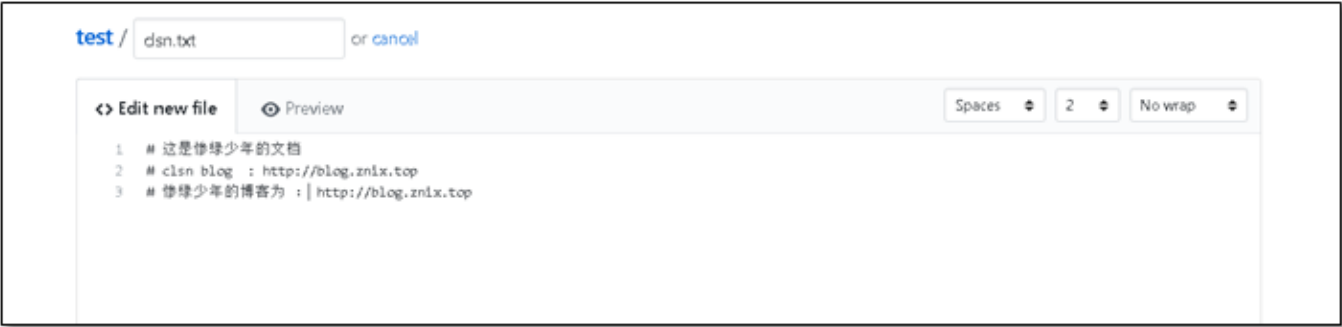 test / clsn.txt or cancel
<> Edit new file Preview Spaces 2 No wrap
1 # 这是惨绿少年的文档
2 # clsn blog : http://blog.znix.top
3 # 惨绿少年的博客为 : http://blog.znix.top